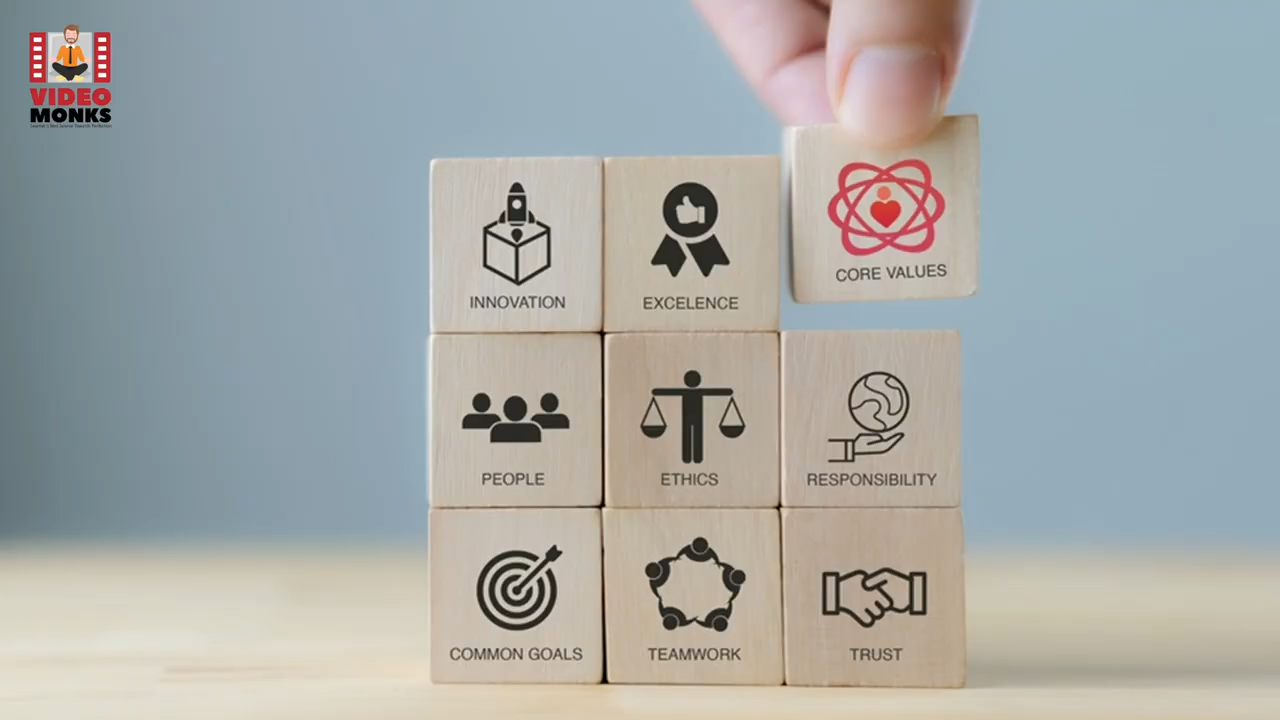 VIDEO
MONKS
INNOVATION
EXCELENCE
CORE VALUES
PEOPLE
ETHICS
RESPONSIBILITY
COMMON GOALS
TEAMWORK
TRUST